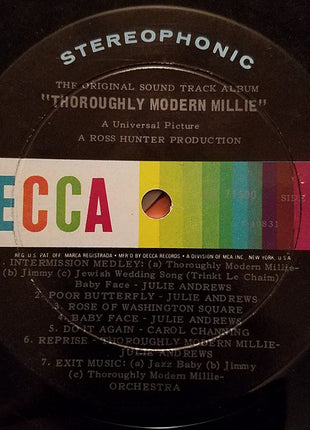 STEREOPHONIC
THE ORIGINAL SOUND TRACK ALBUM
"THOROUGHLY MODERN MILLIE"
A Universal Picture
A ROSS HUNTER PRODUCTION
ECCA
71500
SIDE
10831
REG. U.S. PAT. OFF. MARCA REGISTRADA • MFR'D BY DECCA RECORDS • A DIVISION OF MCA INC., NEW YORK, U.S.A.
INTERMISSION MEDLEY: (a) Thoroughly Modern Millie-
(b) Jimmy (c) Jewish Wedding Song (Trinkt Le Chaim)
Baby Face - JULIE ANDREWS
2. POOR BUTTERFLY - JULIE ANDREWS
3. ROSE OF WASHINGTON SQUARE
4. BABY FACE - JULIE ANDREWS
5. DO IT AGAIN - CAROL CHANNING
6. REPRISE - THOROUGHLY MODERN MILLIE-
JULIE ANDREWS
7. EXIT MUSIC: (a) Jazz Baby (b) Jimmy
(c) Thoroughly Modern Millie-
ORCHESTRA